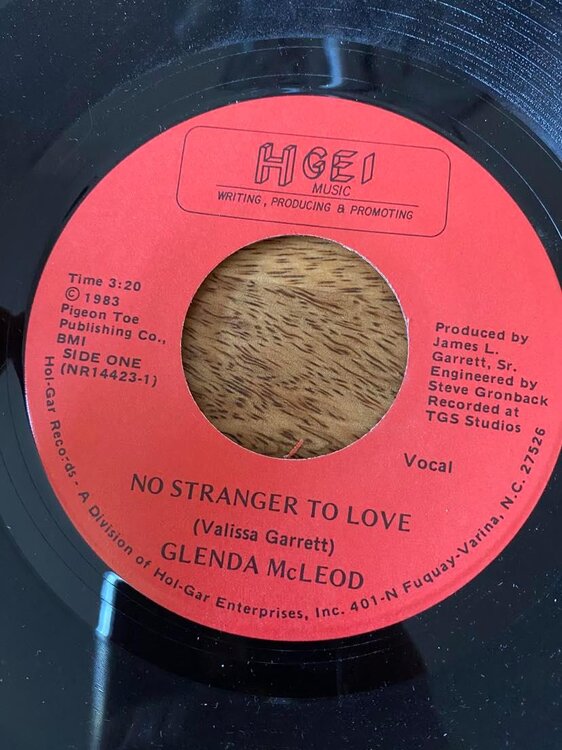 HGEI
MUSIC
WRITING, PRODUCING & PROMOTING
Time 3:20
© 1983
Pigeon Toe
Publishing Co.,
BMI
SIDE ONE
(NR14423-1)
Produced by
James L.
Garrett, Sr.
Engineered by
Steve Gronback
Recorded at
TGS Studios
Vocal
NO STRANGER TO LOVE
(Valissa Garrett)
GLENDA McLEOD
Hol-Gar Records - A Division of Hol-Gar Enterprises, Inc. 401-N Fuquay-Varina, N.C. 27526